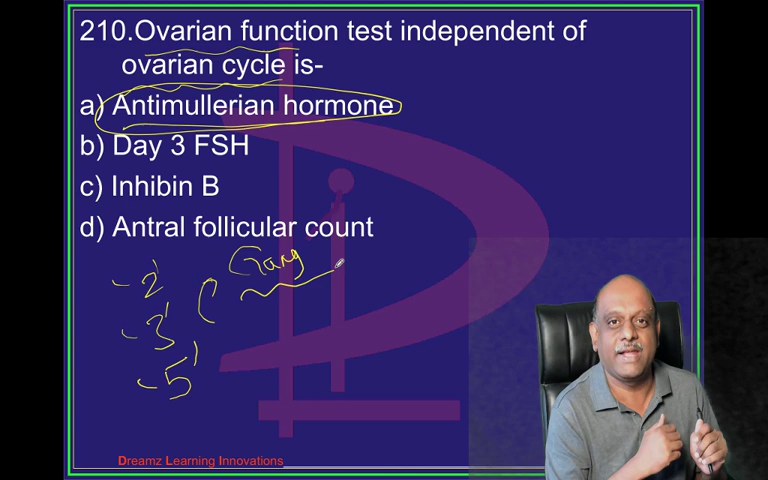 210.Ovarian function test independent of
ovarian cycle is-
a) Antimullerian hormone
b) Day 3 FSH
c) Inhibin B
d) Antral follicular count
-2'
-3'
-5'
Dreamz Learning Innovations